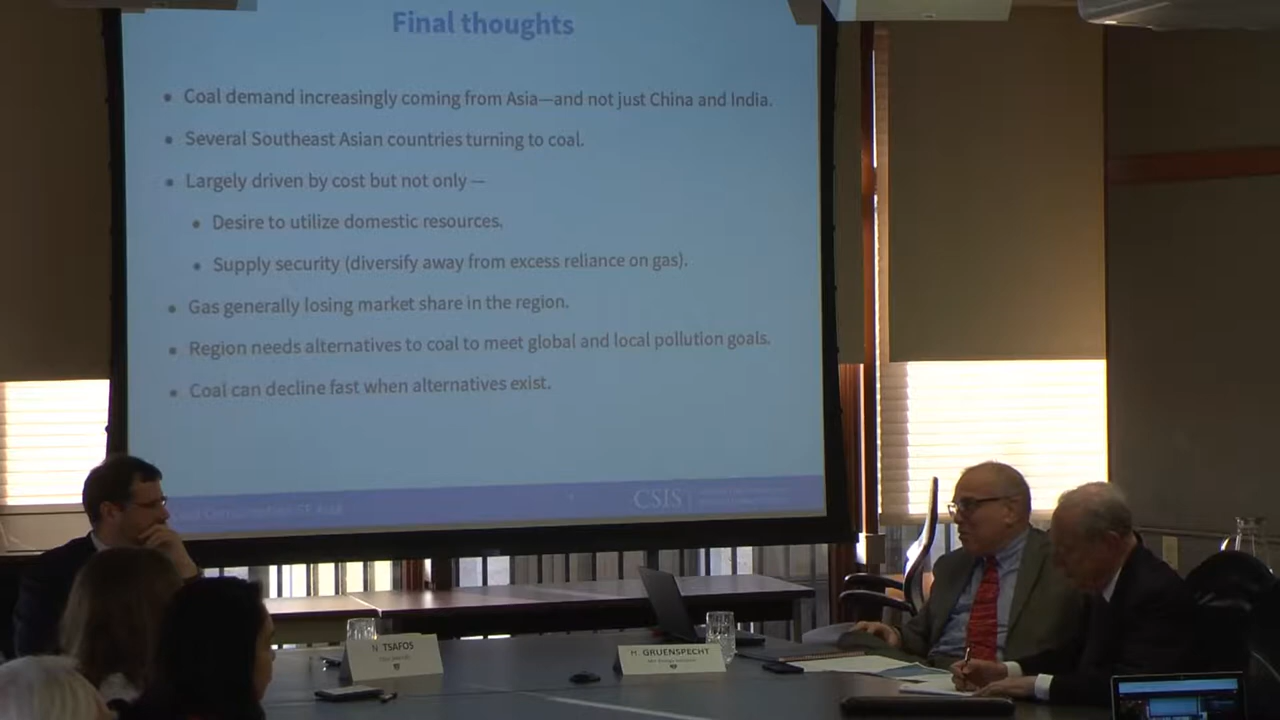 Final thoughts
• Coal demand increasingly coming from Asia—and not just China and India.
• Several Southeast Asian countries turning to coal.
• Largely driven by cost but not only —
• Desire to utilize domestic resources.
• Supply security (diversify away from excess reliance on gas).
• Gas generally losing market share in the region.
• Region needs alternatives to coal to meet global and local pollution goals.
• Coal can decline fast when alternatives exist.
CSIS
N. TSAFOS
H. GRUENSPECHT